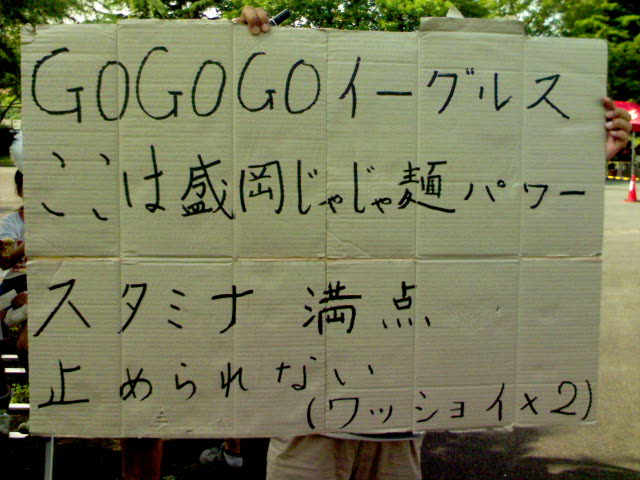 GOGOGOイーグルス
ここは盛岡じゃじゃ麺パワー
スタミナ満点
止められない
(ワッショイ×2)